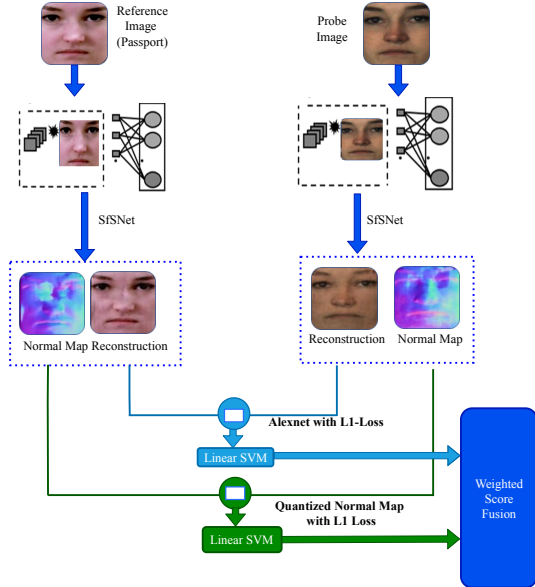 Reference
Image
(Passport)
Probe
Image
SfSNet
SfSNet
Normal Map Reconstruction
Reconstruction Normal Map
Alexnet with L1-Loss
Linear SVM
Quantized Normal Map
with L1 Loss
Linear SVM
Weighted
Score
Fusion